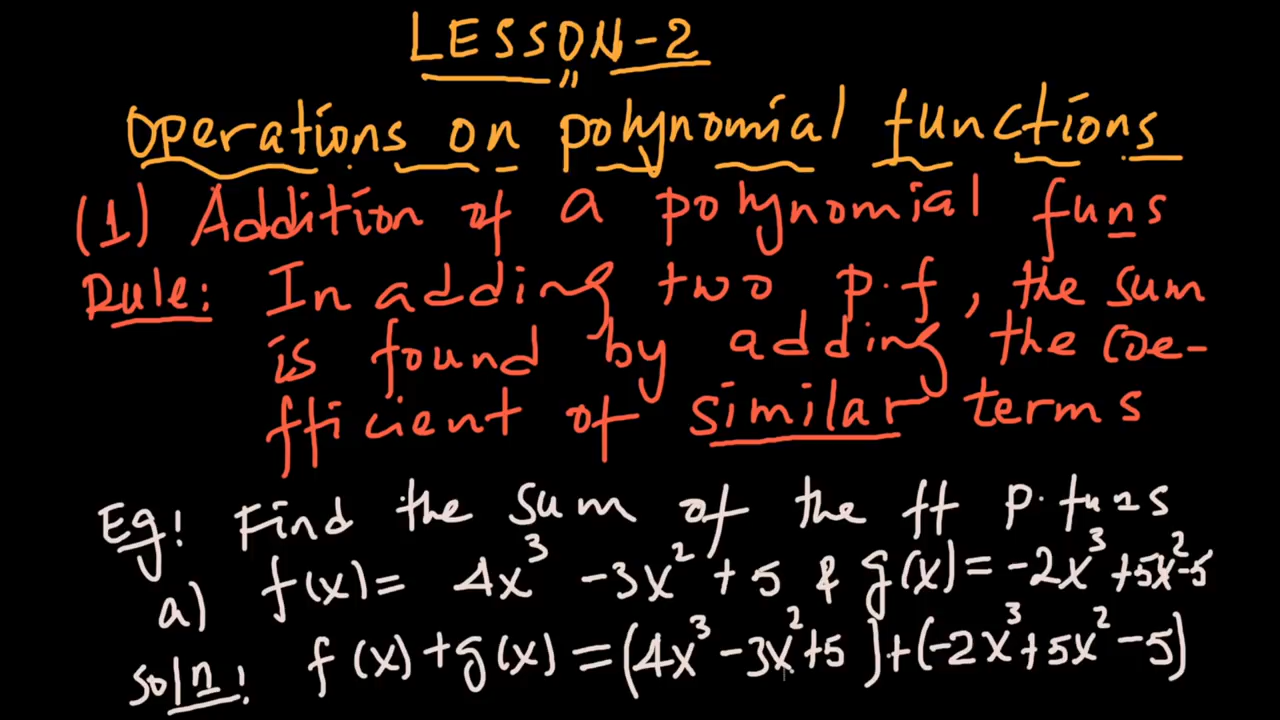 LESSON-2
Operations on polynomial functions
(1) Addition of a polynomial funs
Rule: In adding two p.f, the sum
is found by adding the coe-
fficient of similar terms
Eg: Find the sum of the ff p.funs
a) f(x) = 4x³ - 3x² + 5 & g(x) = -2x³ + 5x² - 5
soln: f(x) + g(x) = (4x³ - 3x² + 5) + (-2x³ + 5x² - 5)